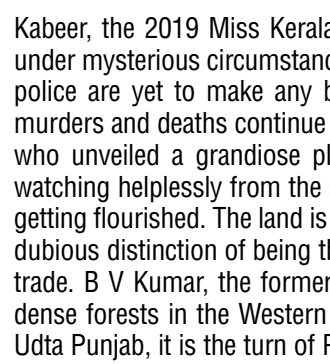 Kabeer, the 2019 Miss Kerala
under mysterious circumstanc
police are yet to make any b
murders and deaths continue
who unveiled a grandiose pl
watching helplessly from the
getting flourished. The land is
dubious distinction of being th
trade. B V Kumar, the former
dense forests in the Western
Udta Punjab, it is the turn of